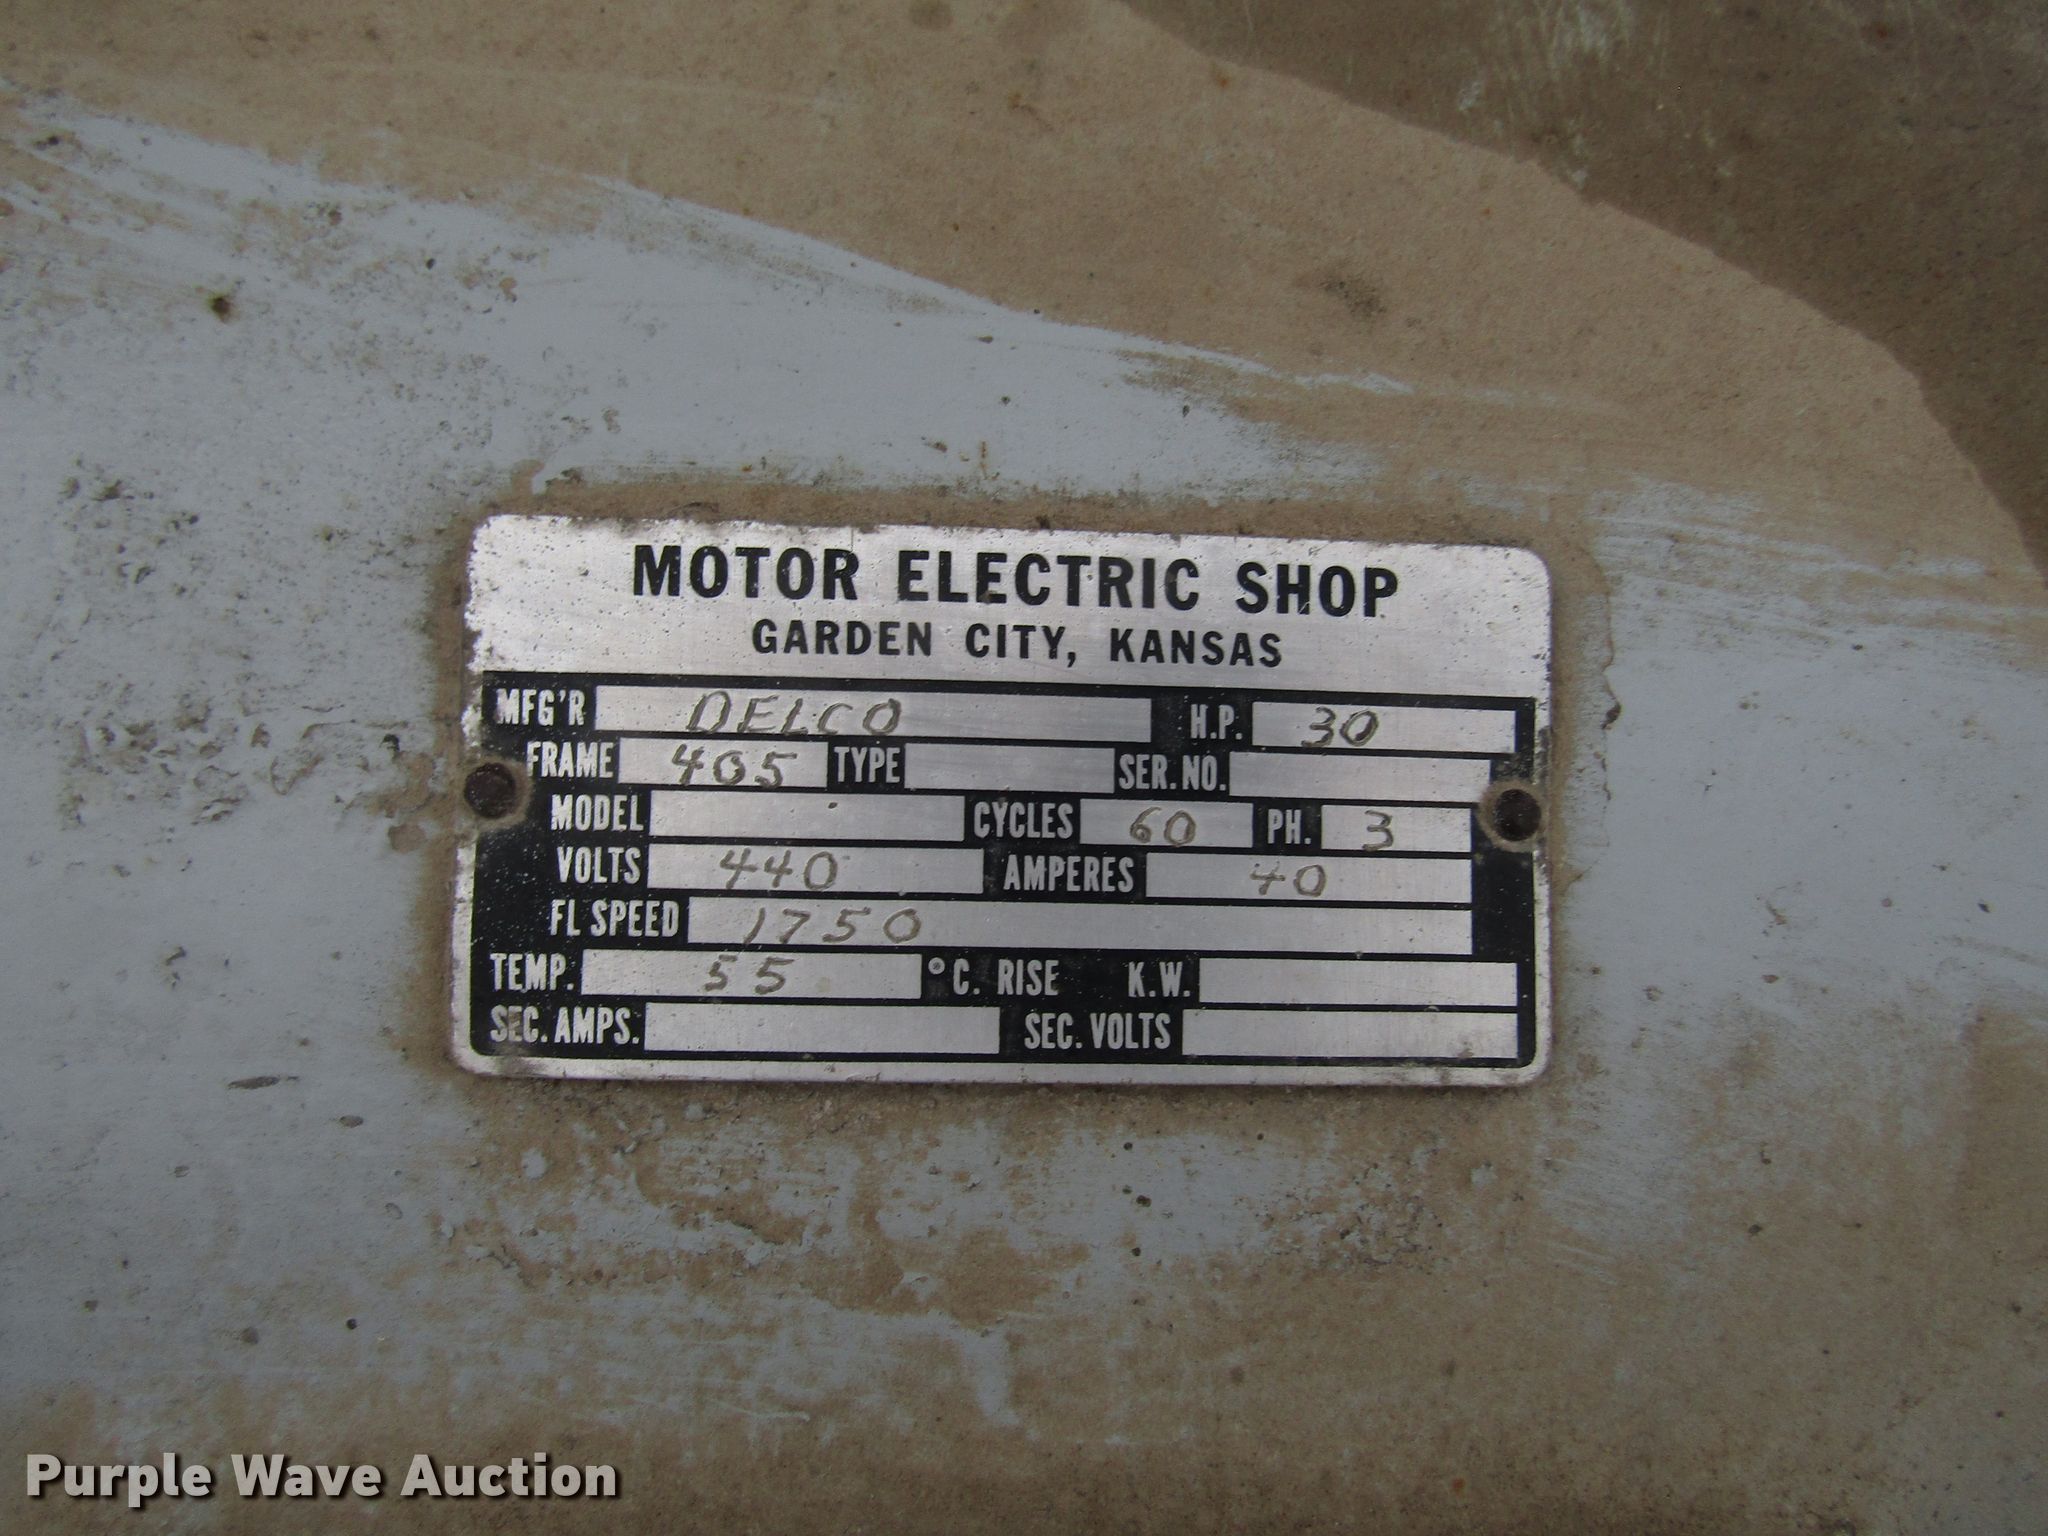 MOTOR ELECTRIC SHOP
GARDEN CITY, KANSAS
MFG'R DELCO H.P. 30
FRAME 405 TYPE SER. NO.
MODEL CYCLES 60 PH. 3
VOLTS 440 AMPERES 40
FL SPEED 1750
TEMP. 55 °C. RISE K.W.
SEC. AMPS. SEC. VOLTS
Purple Wave Auction